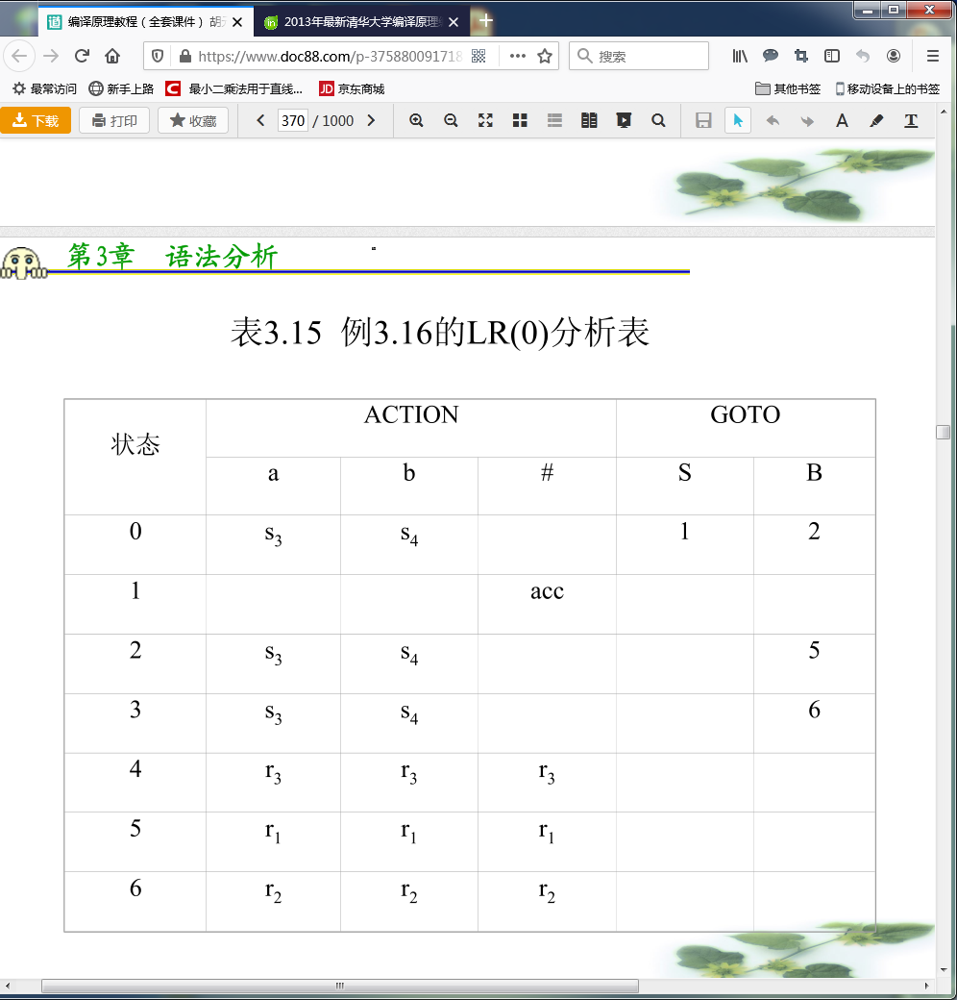 编译原理教程（全套课件）胡
2013年最新清华大学编译原理
https://www.doc88.com/p-375880091718
搜索
最常访问 新手上路 C 最小二乘法用于直线... JD 京东商城 其他书签 移动设备上的书签
下载 打印 收藏 370 / 1000
第3章 语法分析
表3.15 例3.16的LR(0)分析表
状态 ACTION GOTO
a b # S B
0 s3 s4 1 2
1 acc
2 s3 s4 5
3 s3 s4 6
4 r3 r3 r3
5 r1 r1 r1
6 r2 r2 r2